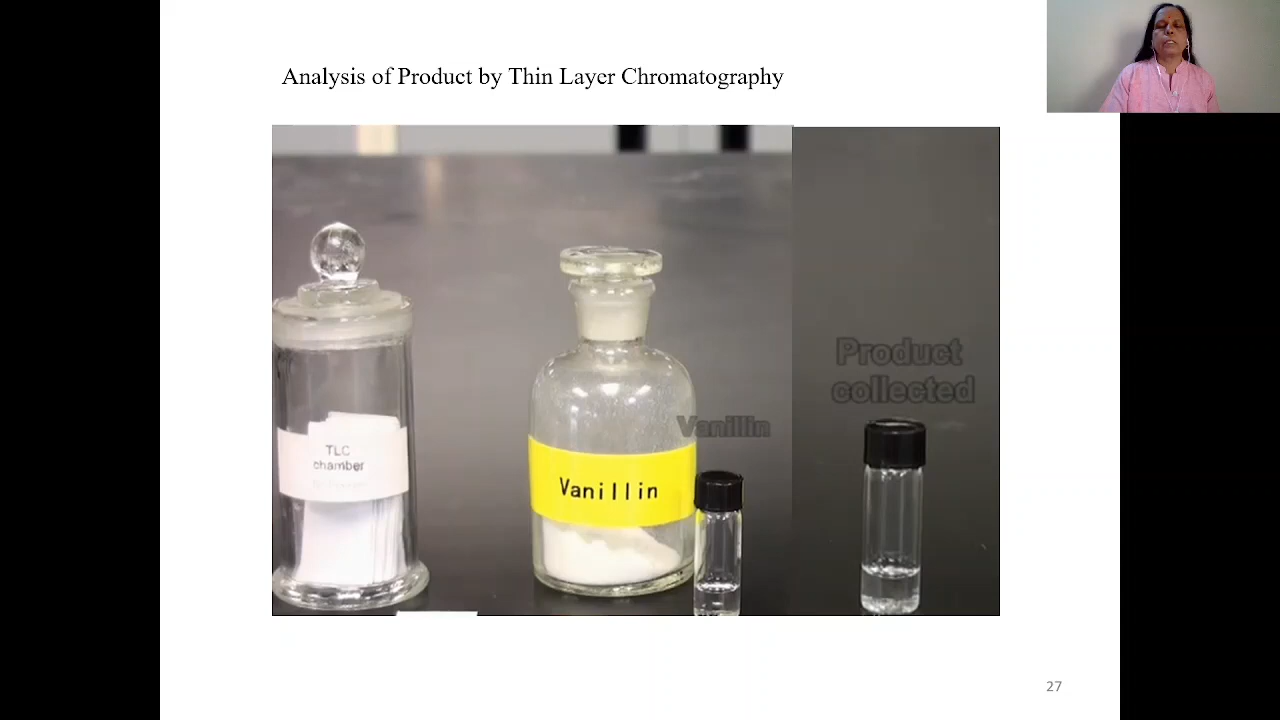 Analysis of Product by Thin Layer Chromatography
Product
collected
Vanillin
TLC
chamber
Vanillin
27